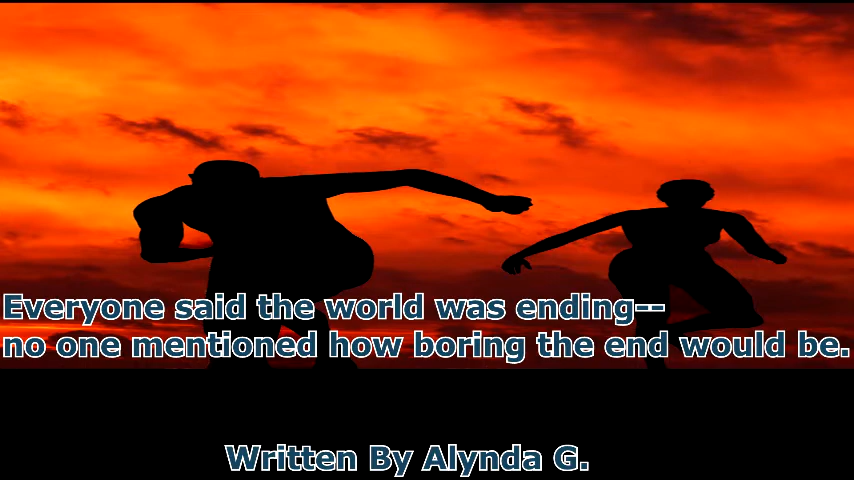 Everyone said the world was ending--
no one mentioned how boring the end would be.
Written By Alynda G.